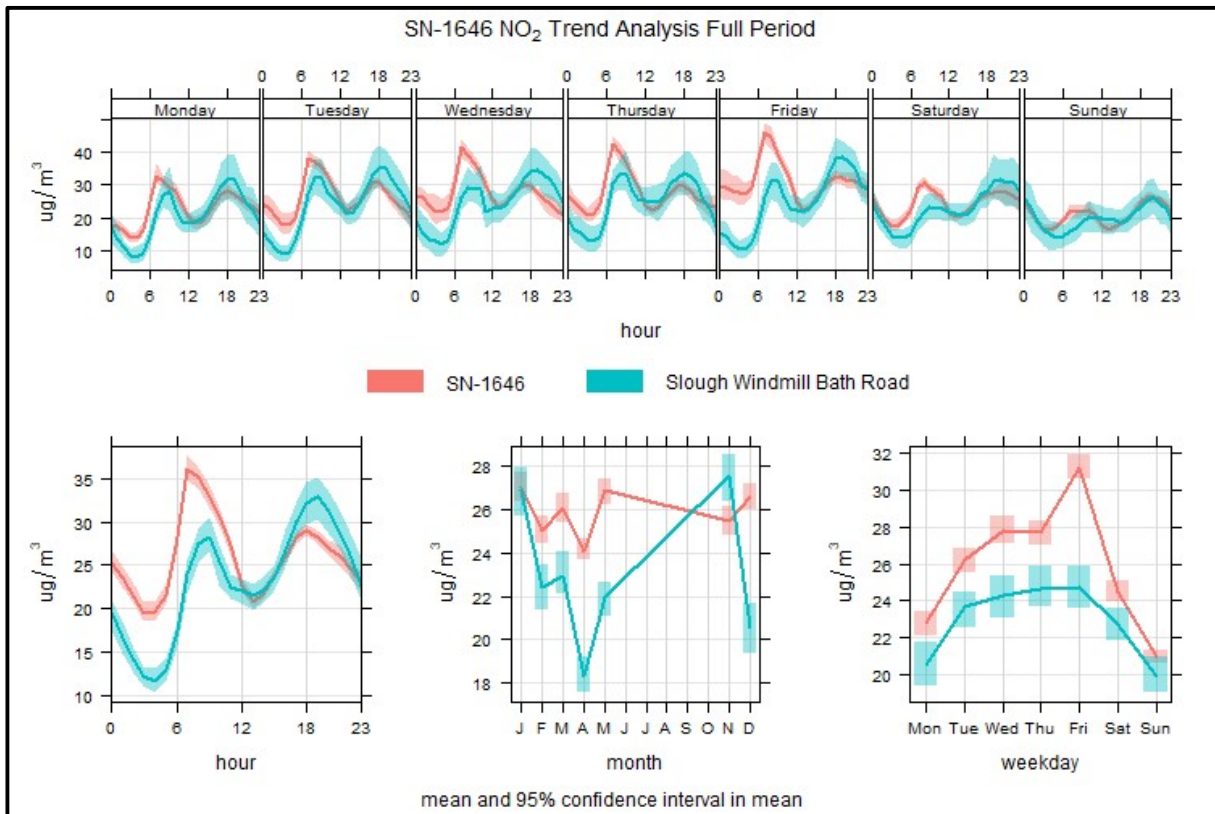 SN-1646 NO2 Trend Analysis Full Period
0 6 12 18 23 0 6 12 18 23 0 6 12 18 23
Monday Tuesday Wednesday Thursday Friday Saturday Sunday
40
30
20
10
ug/ m3
0 6 12 18 23 0 6 12 18 23 0 6 12 18 23 0 6 12 18 23
hour
SN-1646 Slough Windmill Bath Road
35
30
25
20
15
10
ug/ m3
0 6 12 18 23
hour
28
26
24
22
20
18
ug/ m3
J F M A M J J A S O N D
month
32
30
28
26
24
22
20
ug/ m3
Mon Tue Wed Thu Fri Sat Sun
weekday
mean and 95% confidence interval in mean